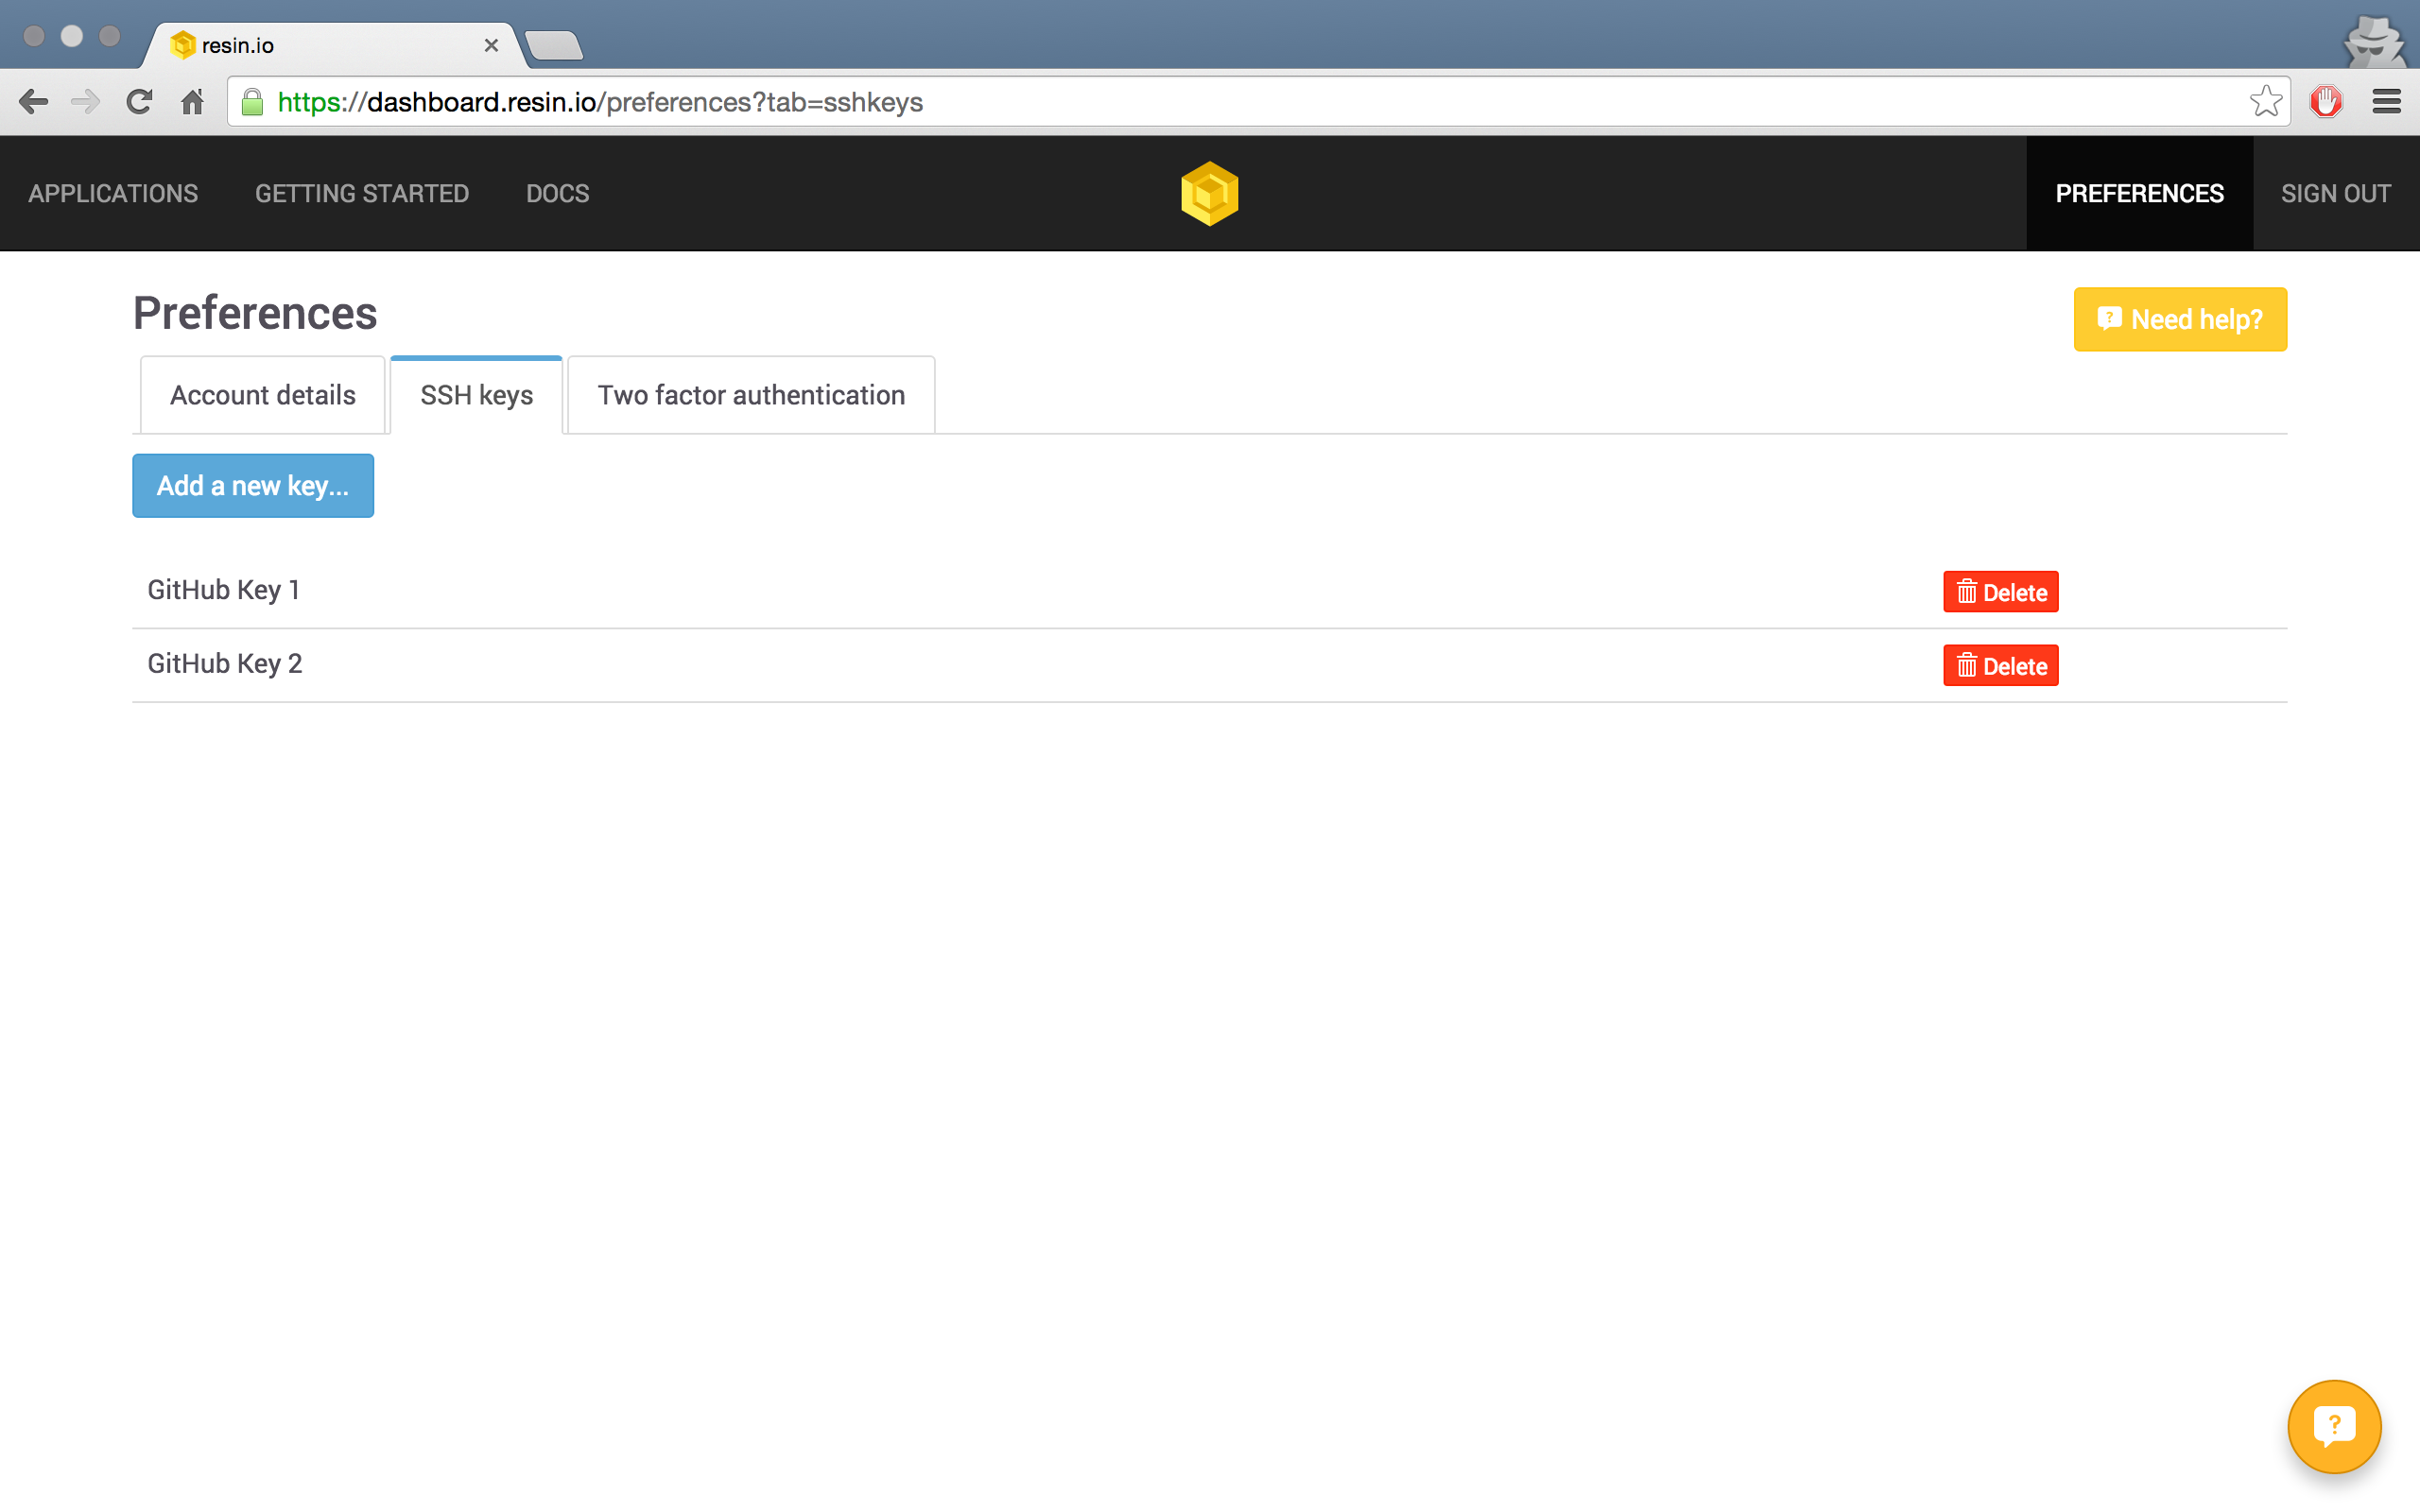 resin.io
https://dashboard.resin.io/preferences?tab=sshkeys
APPLICATIONS GETTING STARTED DOCS PREFERENCES SIGN OUT
Preferences
? Need help?
Account details SSH keys Two factor authentication
Add a new key...
GitHub Key 1 Delete
GitHub Key 2 Delete
?